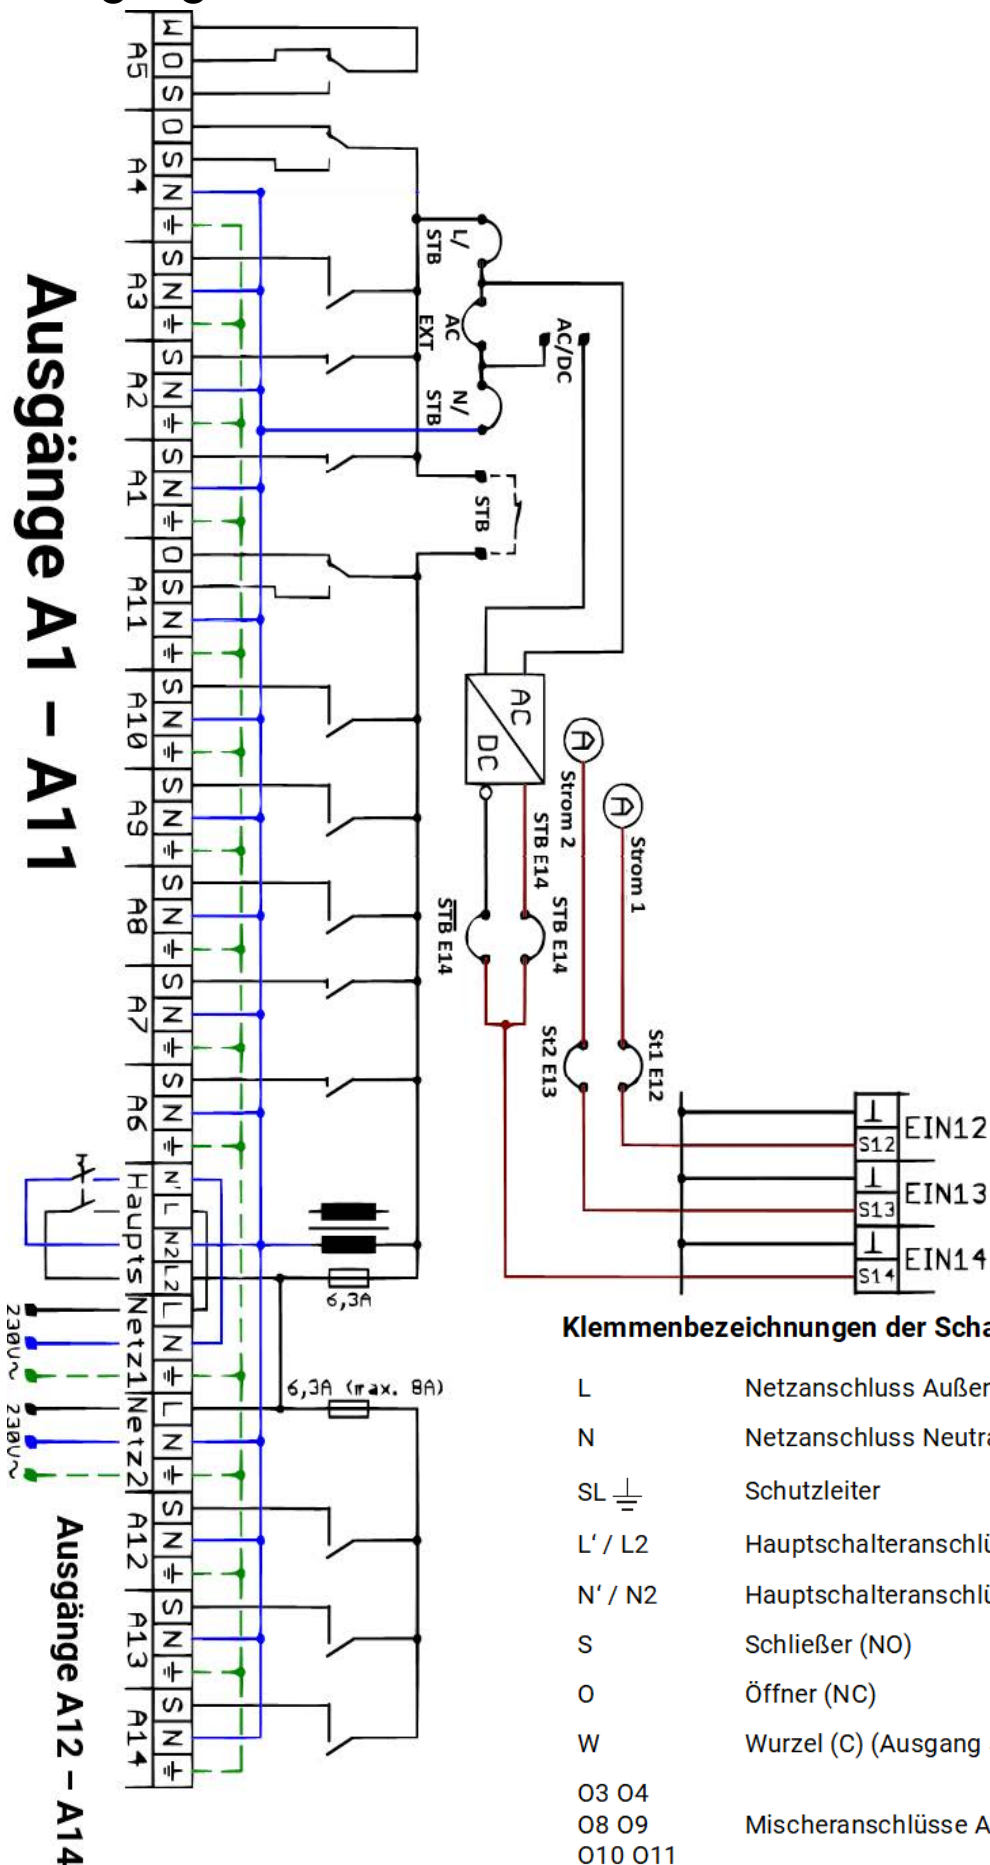 Ausgänge A1 – A11
A5
W
O
S
A4
O
S
N
A3
S
N
A2
S
N
A1
S
N
A11
O
S
N
A10
S
N
A9
S
N
A8
S
N
A7
S
N
A6
S
N
Haupts
N'
L'
N2
L2
Netz1
L
N
230V~
Netz2
L
N
230V~
A12
S
N
A13
S
N
A14
S
N
Ausgänge A12 – A14
L/
STB
AC
EXT
N/
STB
AC/DC
STB
AC
DC
A
Strom 2
A
Strom 1
STB E14
STB E14
STB E14
St2 E13
St1 E12
6,3A
6,3A (max. 8A)
EIN12
S12
EIN13
S13
EIN14
S14
Klemmenbezeichnungen der Scha
L Netzanschluss Außen
N Netzanschluss Neutra
SL Schutzleiter
L' / L2 Hauptschalteranschlü
N' / N2 Hauptschalteranschlü
S Schließer (NO)
O Öffner (NC)
W Wurzel (C) (Ausgang
O3 O4
O8 O9 Mischeranschlüsse A
O10 O11